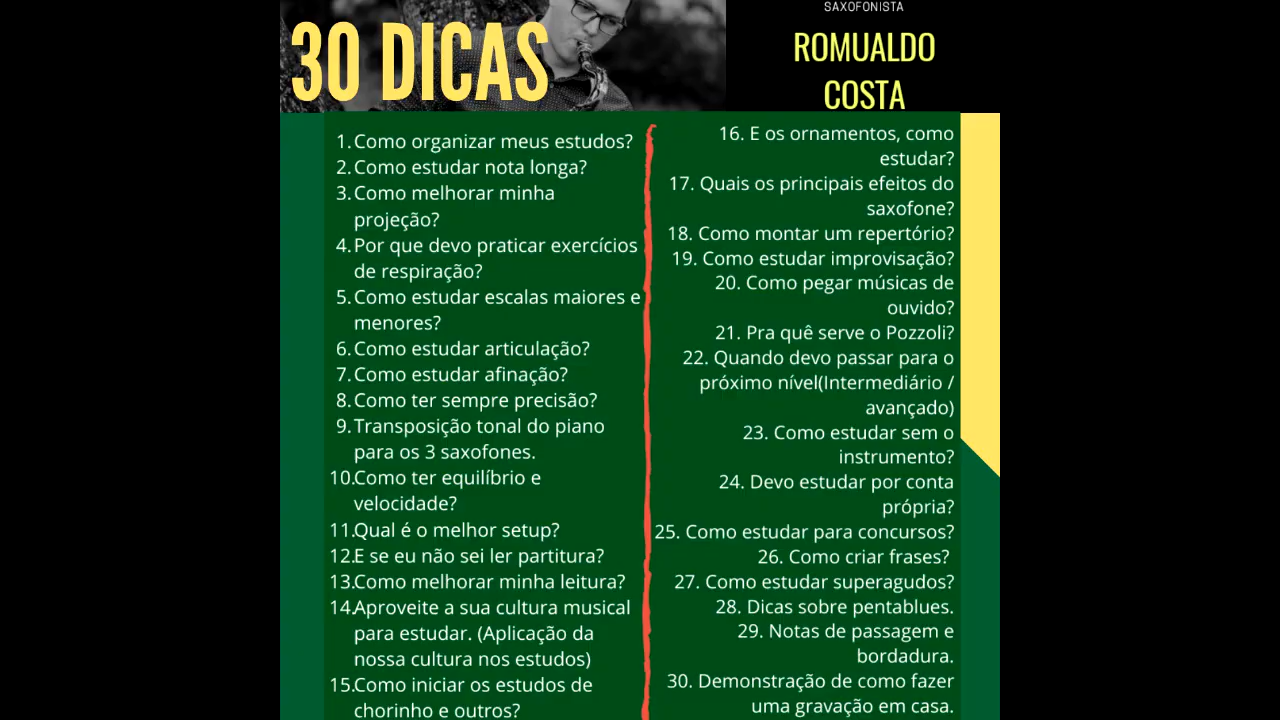 30 DICAS
SAXOFONISTA
ROMUALDO
COSTA
1. Como organizar meus estudos?
2. Como estudar nota longa?
3. Como melhorar minha
projeção?
4. Por que devo praticar exercícios
de respiração?
5. Como estudar escalas maiores e
menores?
6. Como estudar articulação?
7. Como estudar afinação?
8. Como ter sempre precisão?
9. Transposição tonal do piano
para os 3 saxofones.
10. Como ter equilíbrio e
velocidade?
11. Qual é o melhor setup?
12. E se eu não sei ler partitura?
13. Como melhorar minha leitura?
14. Aproveite a sua cultura musical
para estudar. (Aplicação da
nossa cultura nos estudos)
15. Como iniciar os estudos de
chorinho e outros?
16. E os ornamentos, como
estudar?
17. Quais os principais efeitos do
saxofone?
18. Como montar um repertório?
19. Como estudar improvisação?
20. Como pegar músicas de
ouvido?
21. Pra quê serve o Pozzoli?
22. Quando devo passar para o
próximo nível(Intermediário /
avançado)
23. Como estudar sem o
instrumento?
24. Devo estudar por conta
própria?
25. Como estudar para concursos?
26. Como criar frases?
27. Como estudar superagudos?
28. Dicas sobre pentablues.
29. Notas de passagem e
bordadura.
30. Demonstração de como fazer
uma gravação em casa.